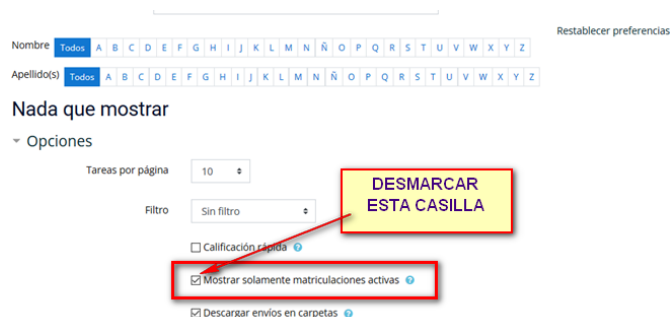 Restablecer preferencias
Nombre Todos A B C D E F G H I J K L M N Ñ O P Q R S T U V W X Y Z
Apellido(s) Todos A B C D E F G H I J K L M N Ñ O P Q R S T U V W X Y Z
Nada que mostrar
Opciones
Tareas por página 10
DESMARCAR
ESTA CASILLA
Filtro Sin filtro
Calificación rápida
Mostrar solamente matriculaciones activas
Descargar envíos en carpetas